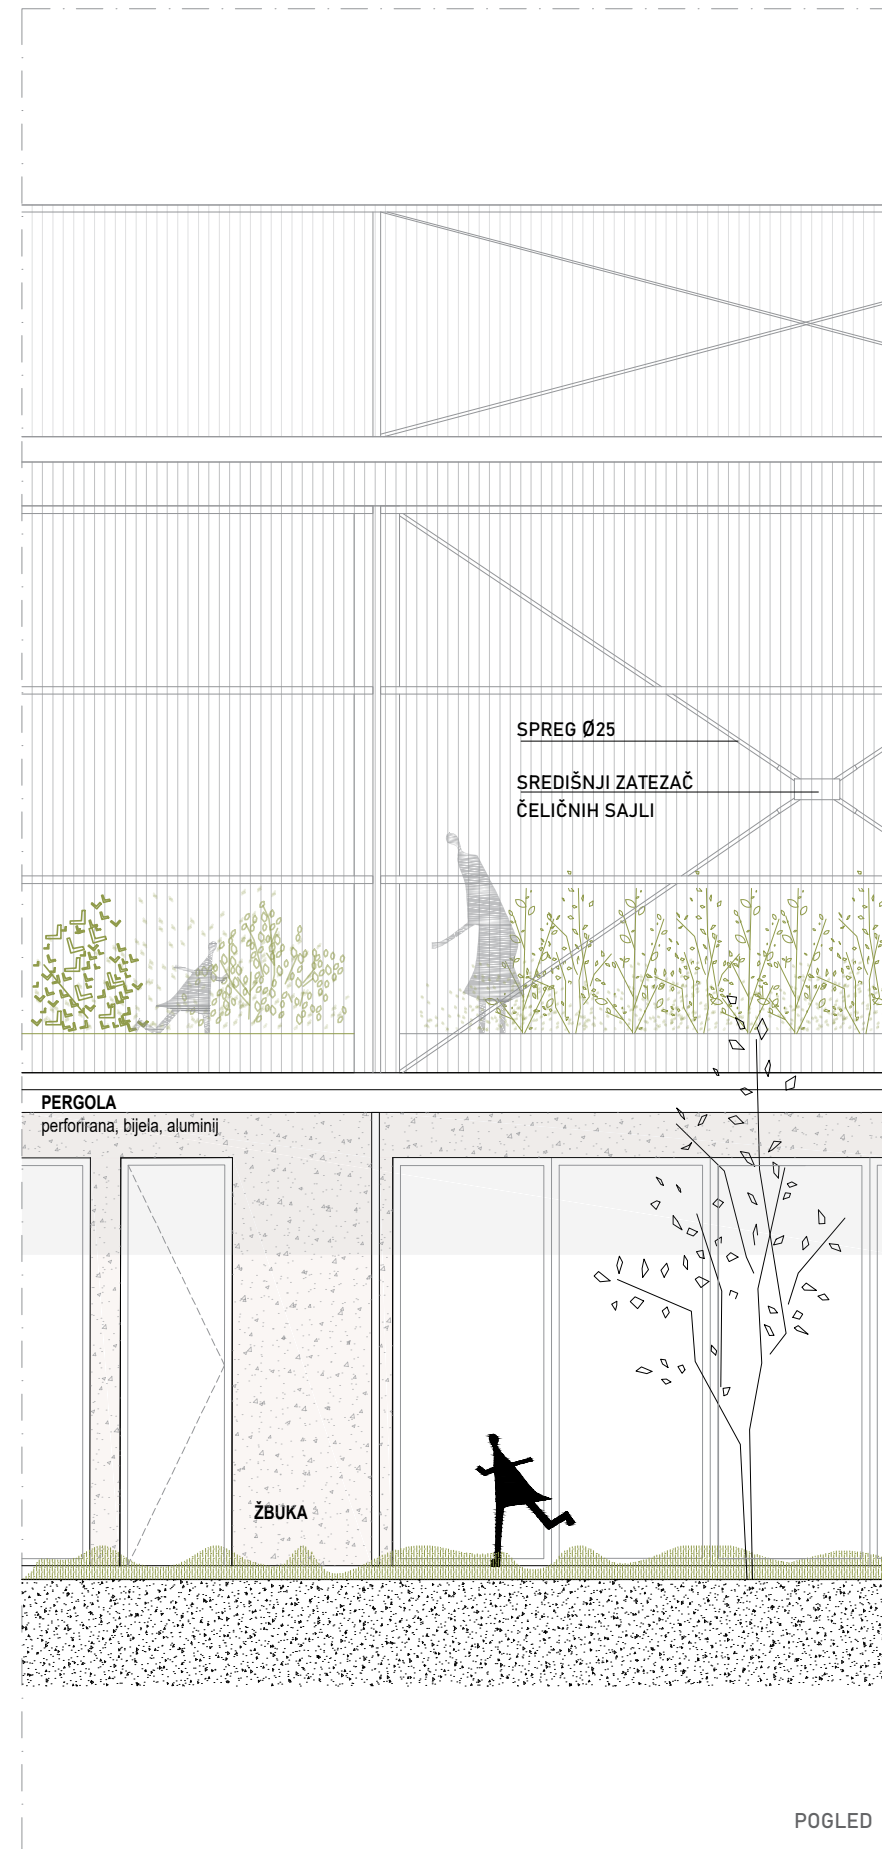 SPREG Ø25
SREDIŠNJI ZATEZAČ
ČELIČNIH SAJLI
PERGOLA
perforirana, bijela, aluminij
ŽBUKA
POGLED